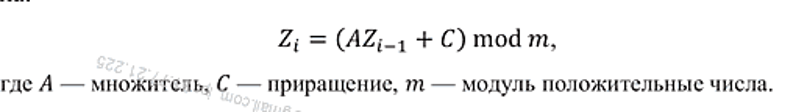 Z_i = (AZ_{i−1} + C) mod m,
где A — множитель, C — приращение, m — модуль положительные числа.